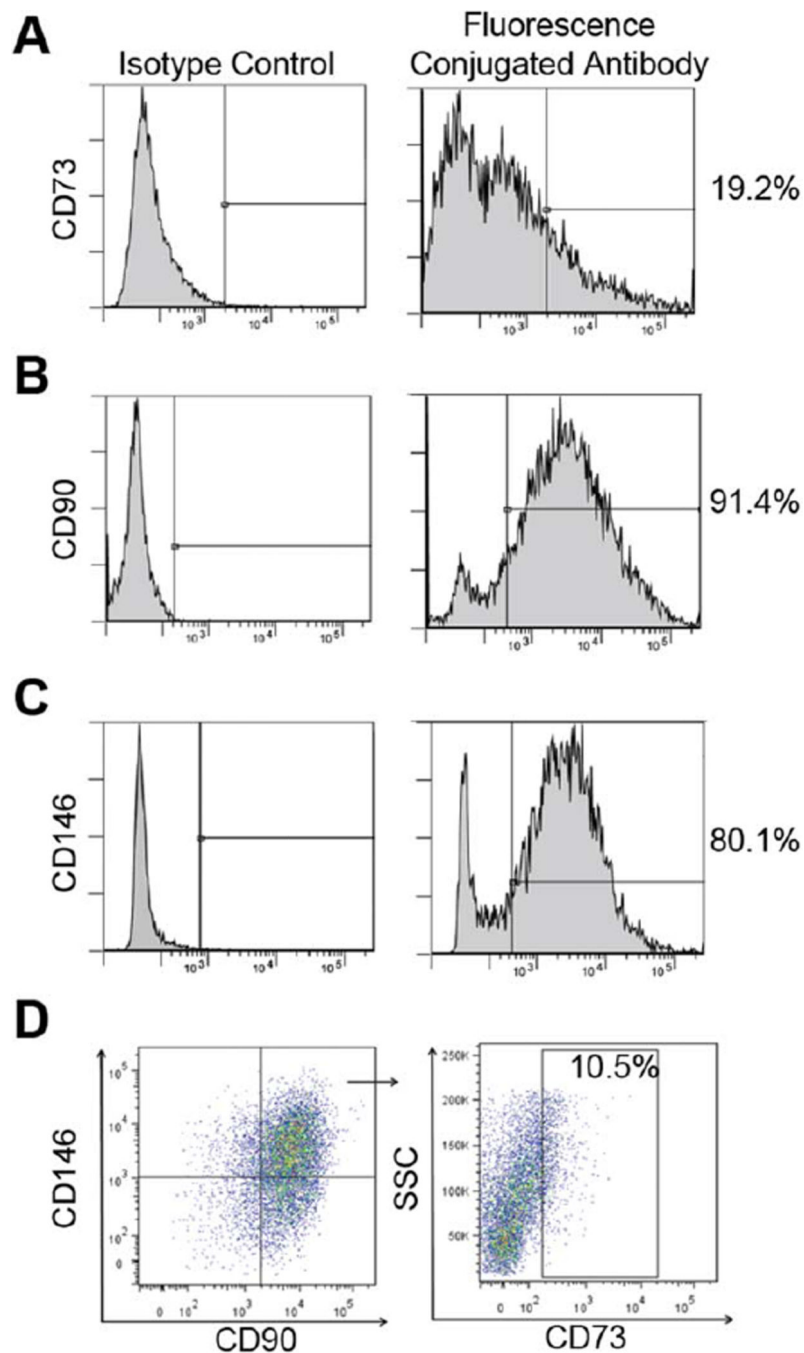 A
Isotype Control
Fluorescence
Conjugated Antibody
CD73
19.2%
10³ 10⁴ 10⁵
10³ 10⁴ 10⁵
B
CD90
91.4%
10³ 10⁴ 10⁵
10³ 10⁴ 10⁵
C
CD146
80.1%
10³ 10⁴ 10⁵
10³ 10⁴ 10⁵
D
CD146
10⁵
10⁴
10³
10²
0
0 10² 10³ 10⁴ 10⁵
CD90
SSC
10.5%
250K
200K
150K
100K
50K
0 10² 10³ 10⁴ 10⁵
CD73